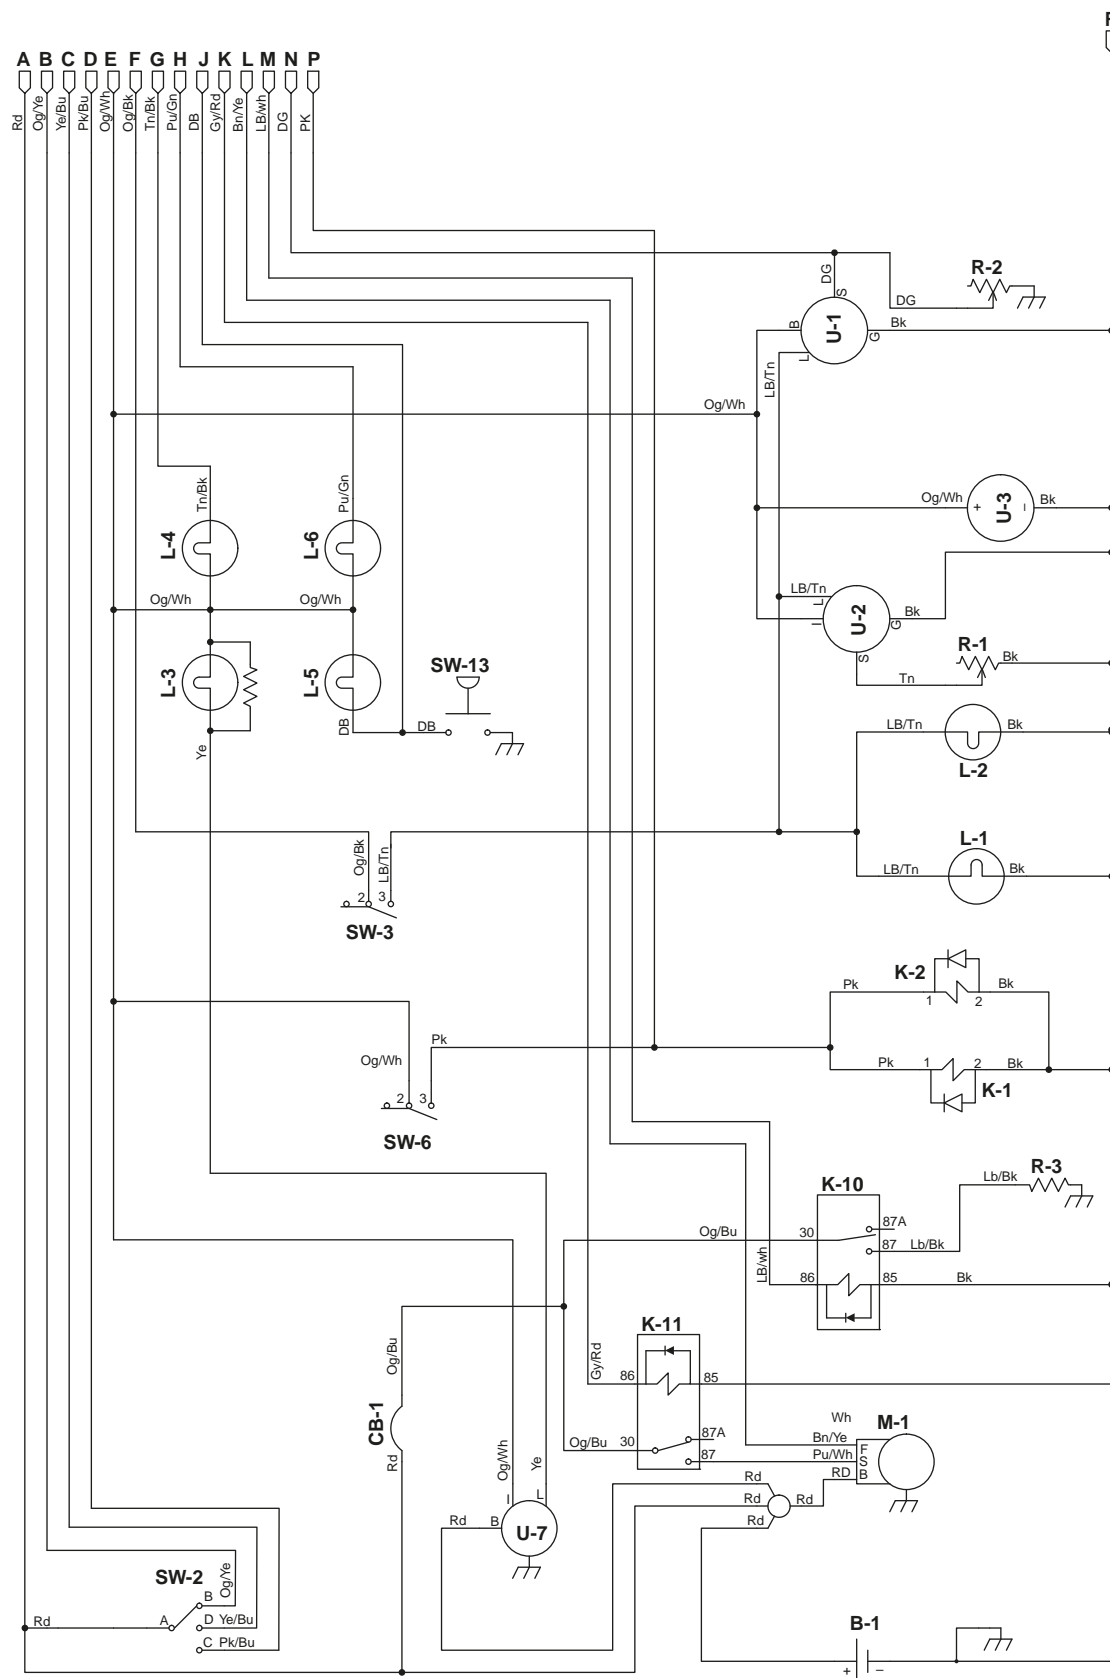 A B C D E F G H J K L M N P
Rd
Og/Ye
Ye/Bu
Pk/Bu
Og/Wh
Og/Bk
Tn/Bk
Pu/Gn
DB
Gy/Rd
Bn/Ye
LB/wh
DG
PK
DG
S
R-2
DG
B
U-1
G
Bk
L
LB/Tn
Og/Wh
Og/Wh
+
U-3
–
Bk
Tn/Bk
Pu/Gn
L-4
L-6
Og/Wh
Og/Wh
LB/Tn
L
I
U-2
G
Bk
S
R-1
Bk
Tn
L-3
L-5
SW-13
DB
DB
Ye
LB/Tn
Bk
L-2
Og/Bk
LB/Tn
2 3
SW-3
L-1
LB/Tn
Bk
K-2
Pk
1
2
Bk
Pk
Og/Wh
2 3
SW-6
Pk
1
2
Bk
K-1
K-10
Lb/Bk
R-3
Og/Bu
30
87A
87
Lb/Bk
LB/wh
86
85
Bk
K-11
Og/Bu
Gy/Rd
86
85
CB-1
Rd
Og/Bu
30
87A
87
Wh
M-1
Bn/Ye
F
Pu/Wh
S
RD
B
Og/Wh
Ye
I
L
Rd
B
U-7
Rd
Rd
Rd
Rd
SW-2
Og/Ye
B
Rd
A
D Ye/Bu
C Pk/Bu
B-1
+
–